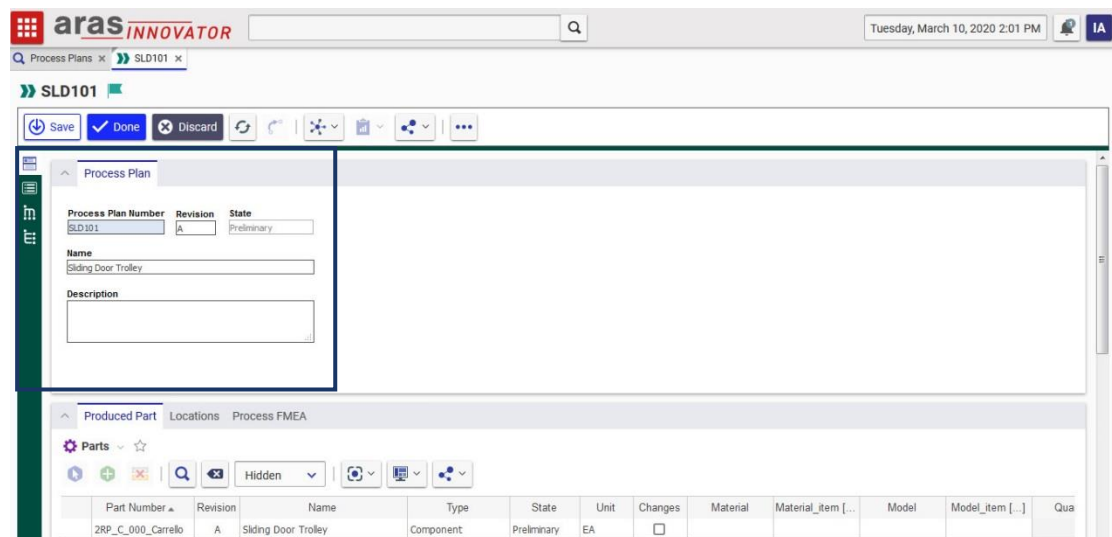 aras INNOVATOR
Tuesday, March 10, 2020 2:01 PM
IA
Process Plans × SLD101 ×
SLD101
Save Done Discard
Process Plan
Process Plan Number Revision State
SLD101 A Preliminary
Name
Sliding Door Trolley
Description
Produced Part Locations Process FMEA
Parts
Hidden
Part Number Revision Name Type State Unit Changes Material Material_item [... Model Model_item [...] Qua
2RP_C_000_Carrello A Sliding Door Trolley Component Preliminary EA